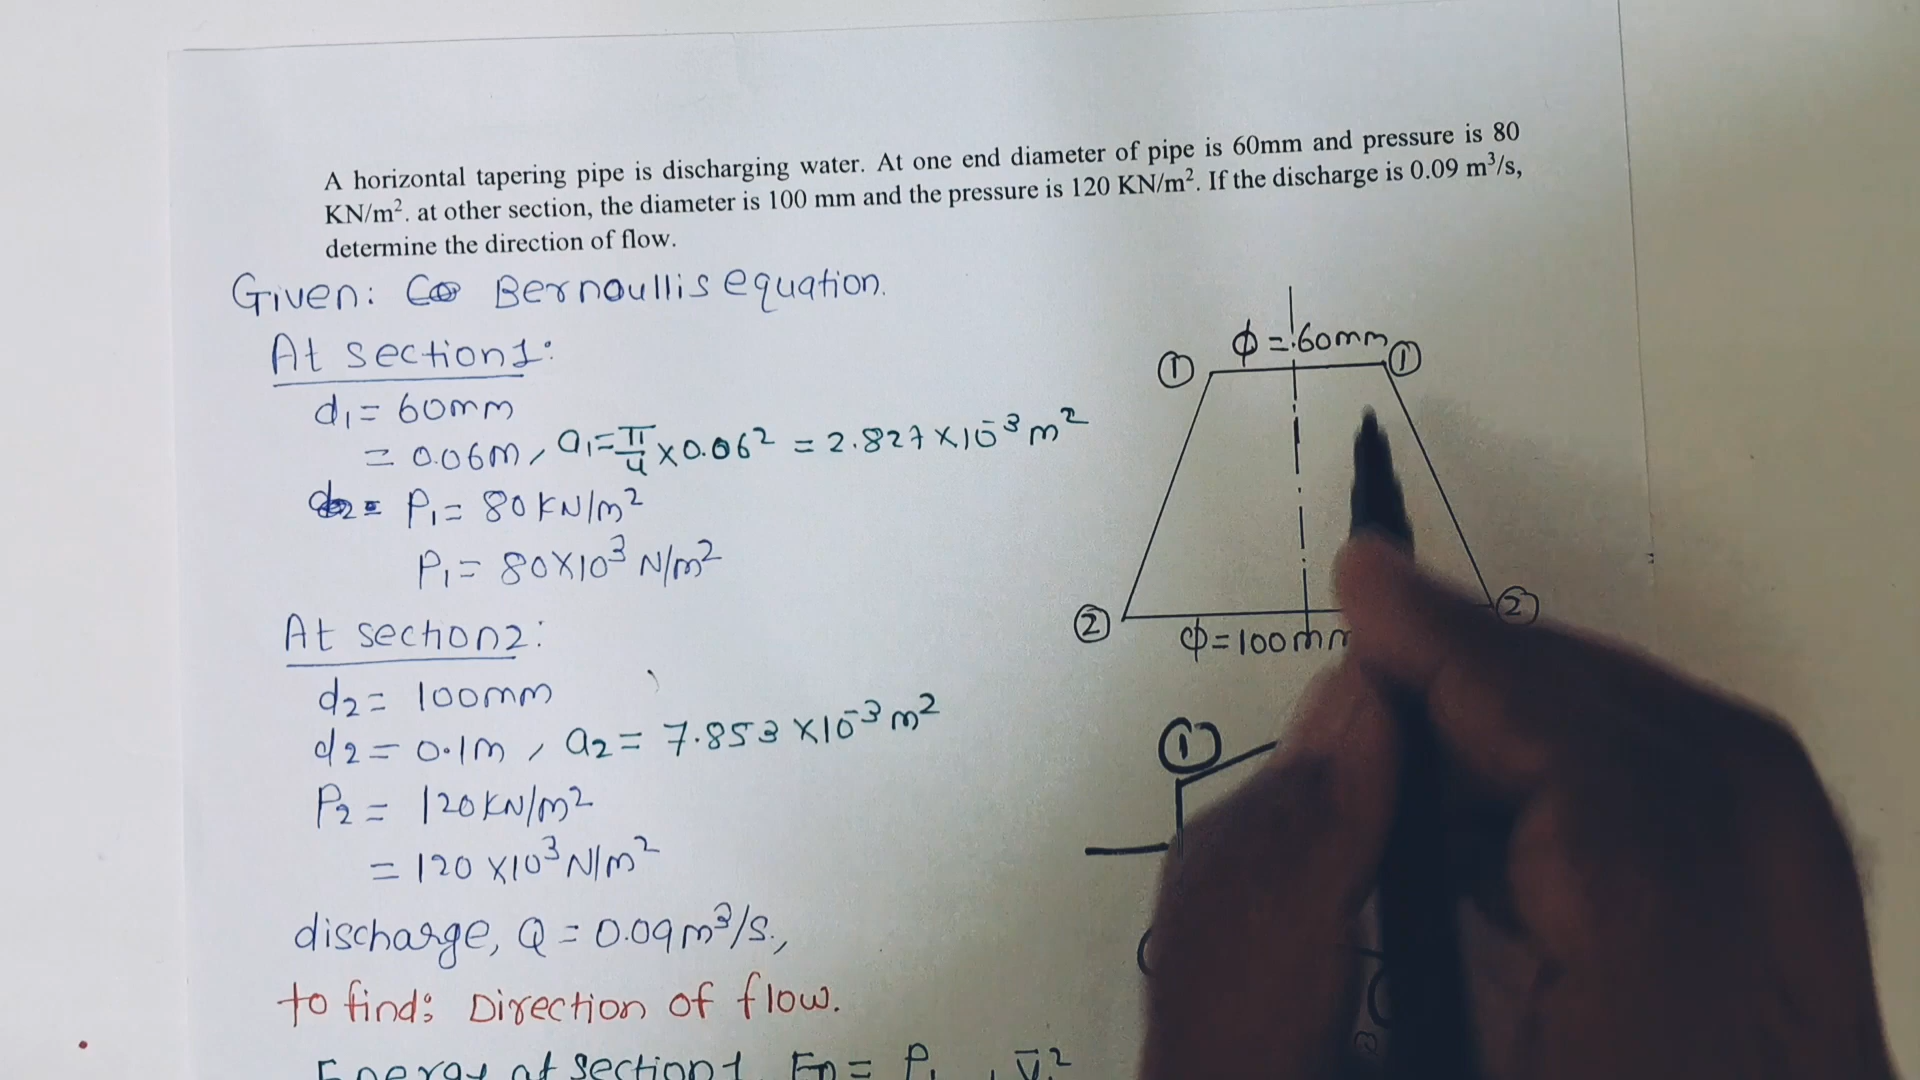 A horizontal tapering pipe is discharging water. At one end diameter of pipe is 60mm and pressure is 80
KN/m². at other section, the diameter is 100 mm and the pressure is 120 KN/m². If the discharge is 0.09 m³/s,
determine the direction of flow.
Given: Bernoullis equation.
At section1:
d₁ = 60mm
= 0.06m, a₁ = π/4 × 0.06² = 2.827 × 10⁻³ m²
P₁ = 80 KN/m²
P₁ = 80×10³ N/m²
At section2:
d₂ = 100mm
d₂ = 0.1m, a₂ = 7.853 × 10⁻³ m²
P₂ = 120 KN/m²
= 120 × 10³ N/m²
discharge, Q = 0.09 m³/s.,
to find: Direction of flow.
Energy at section 1
ϕ = 60mm
① ①
② ②
ϕ = 100mm
①